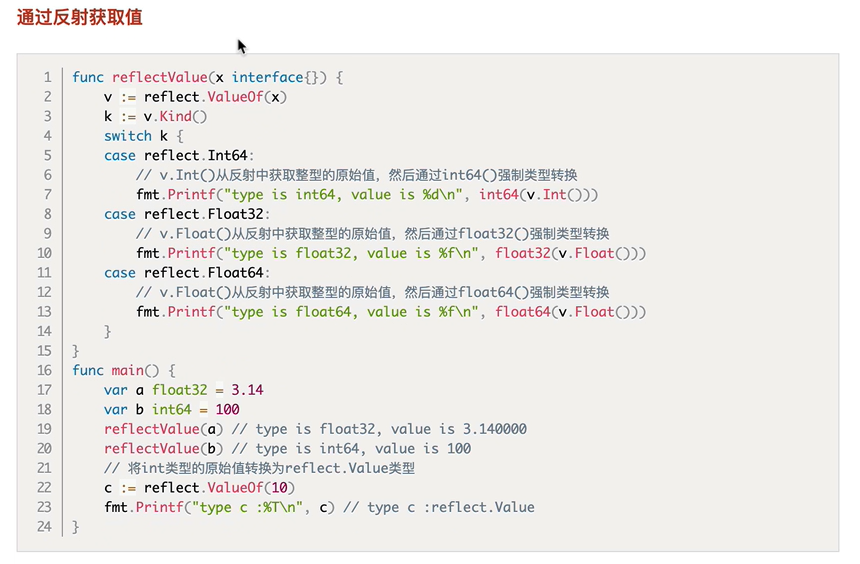 通过反射获取值
1 func reflectValue(x interface{}) {
2     v := reflect.ValueOf(x)
3     k := v.Kind()
4     switch k {
5     case reflect.Int64:
6         // v.Int()从反射中获取整型的原始值，然后通过int64()强制类型转换
7         fmt.Printf("type is int64, value is %d\n", int64(v.Int()))
8     case reflect.Float32:
9         // v.Float()从反射中获取整型的原始值，然后通过float32()强制类型转换
10         fmt.Printf("type is float32, value is %f\n", float32(v.Float()))
11     case reflect.Float64:
12         // v.Float()从反射中获取整型的原始值，然后通过float64()强制类型转换
13         fmt.Printf("type is float64, value is %f\n", float64(v.Float()))
14     }
15 }
16 func main() {
17     var a float32 = 3.14
18     var b int64 = 100
19     reflectValue(a) // type is float32, value is 3.140000
20     reflectValue(b) // type is int64, value is 100
21     // 将int类型的原始值转换为reflect.Value类型
22     c := reflect.ValueOf(10)
23     fmt.Printf("type c :%T\n", c) // type c :reflect.Value
24 }